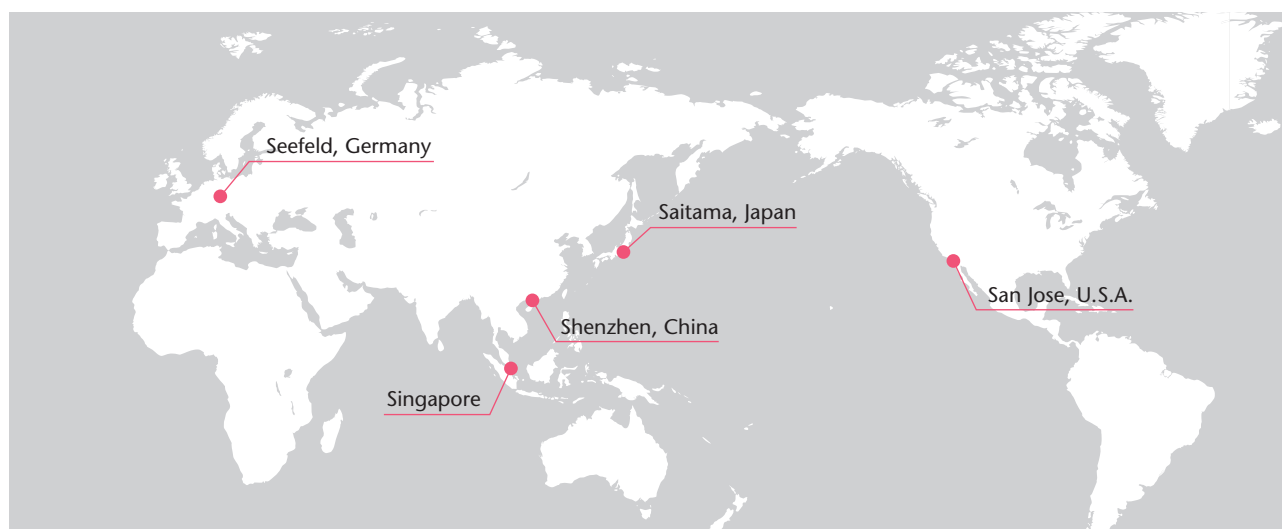 Seefeld, Germany
Saitama, Japan
San Jose, U.S.A.
Shenzhen, China
Singapore